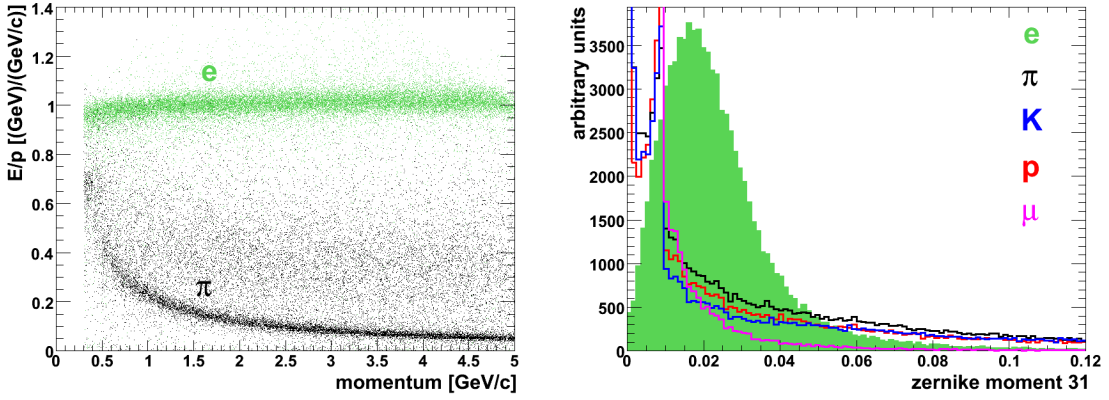 E/p [(GeV)/(GeV/c)]
1.4
1.2
1
0.8
0.6
0.4
0.2
0
e
π
0 0.5 1 1.5 2 2.5 3 3.5 4 4.5 5
momentum [GeV/c]
arbitrary units
3500
3000
2500
2000
1500
1000
500
0
e
π
K
p
μ
0 0.02 0.04 0.06 0.08 0.1 0.12
zernike moment 31